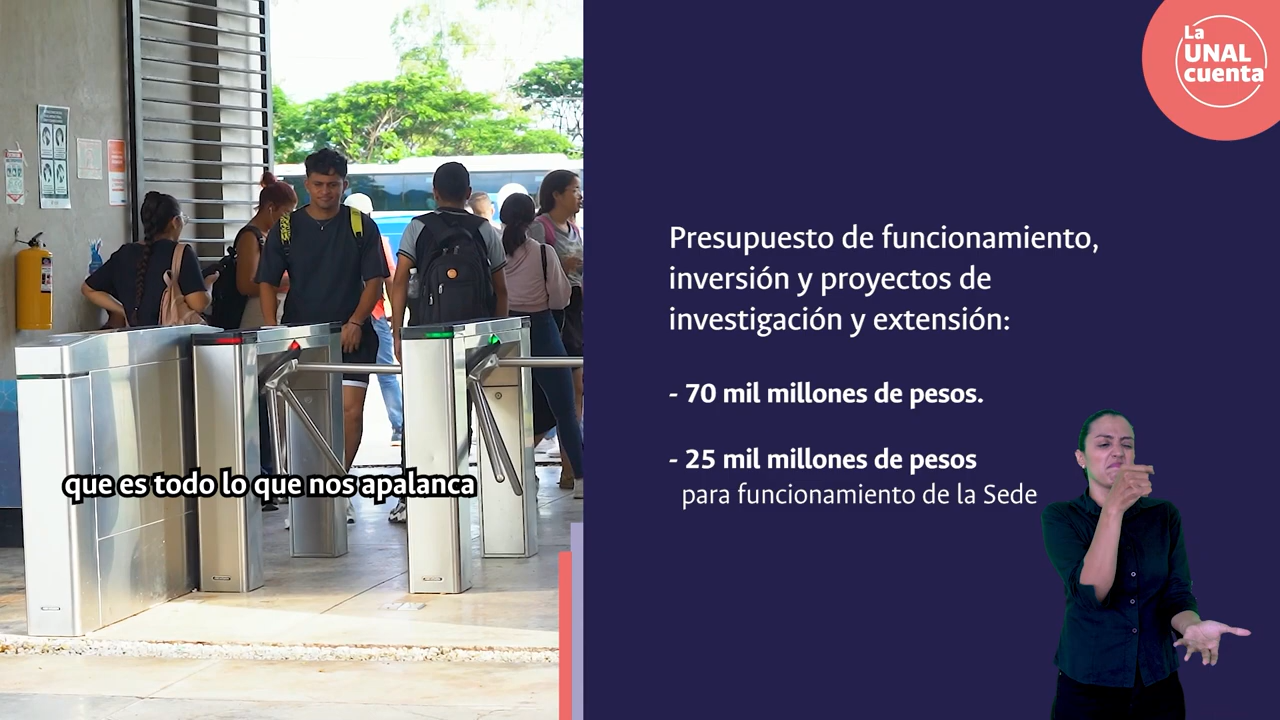 La
UNAL
cuenta
Presupuesto de funcionamiento,
inversión y proyectos de
investigación y extensión:
- 70 mil millones de pesos.
- 25 mil millones de pesos
para funcionamiento de la Sede
que es todo lo que nos apalanca